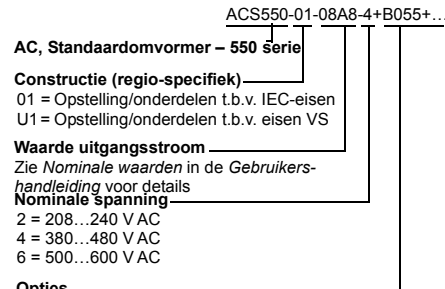 ACS550-01-08A8-4+B055+…
AC, Standaardomvormer – 550 serie
Constructie (regio-specifiek)
01 = Opstelling/onderdelen t.b.v. IEC-eisen
U1 = Opstelling/onderdelen t.b.v. eisen VS
Waarde uitgangsstroom
Zie Nominale waarden in de Gebruikers-
handleiding voor details
Nominale spanning
2 = 208…240 V AC
4 = 380…480 V AC
6 = 500…600 V AC
Opties